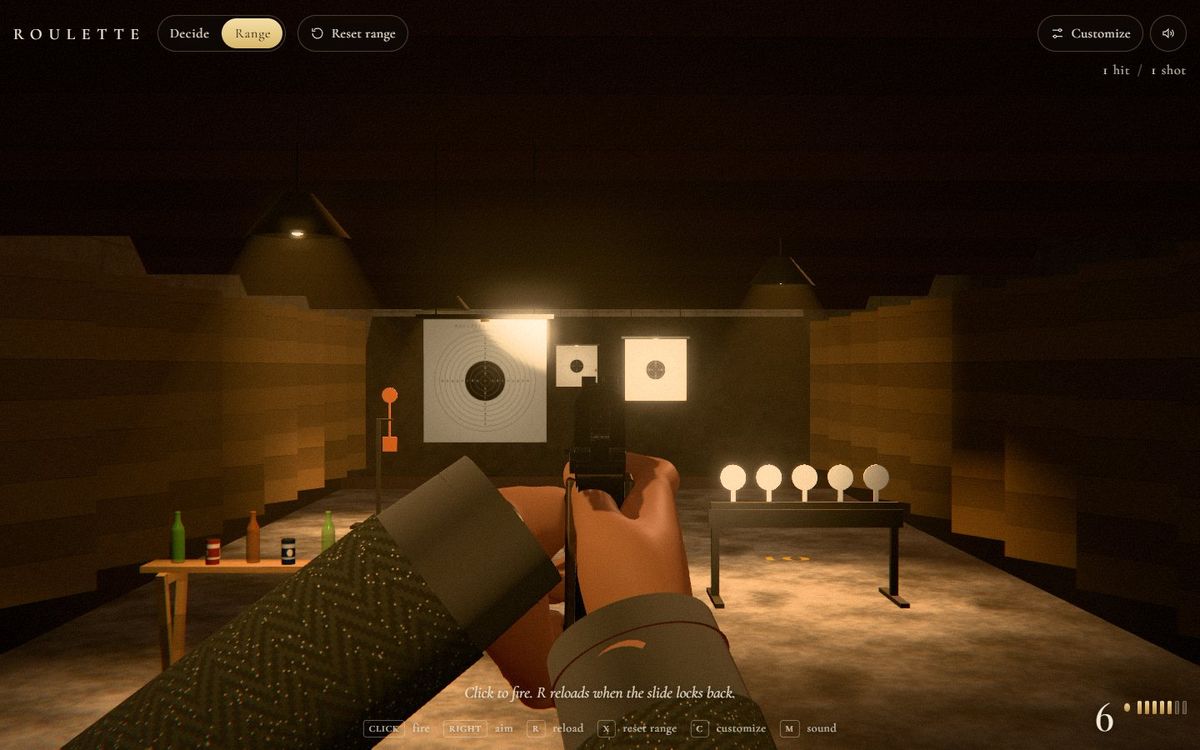 ROULETTE
Decide
Range
Reset range
Customize
1 hit / 1 shot
Click to fire. R reloads when the slide locks back.
CLICK fire RIGHT aim R reload X reset range C customize M sound
6